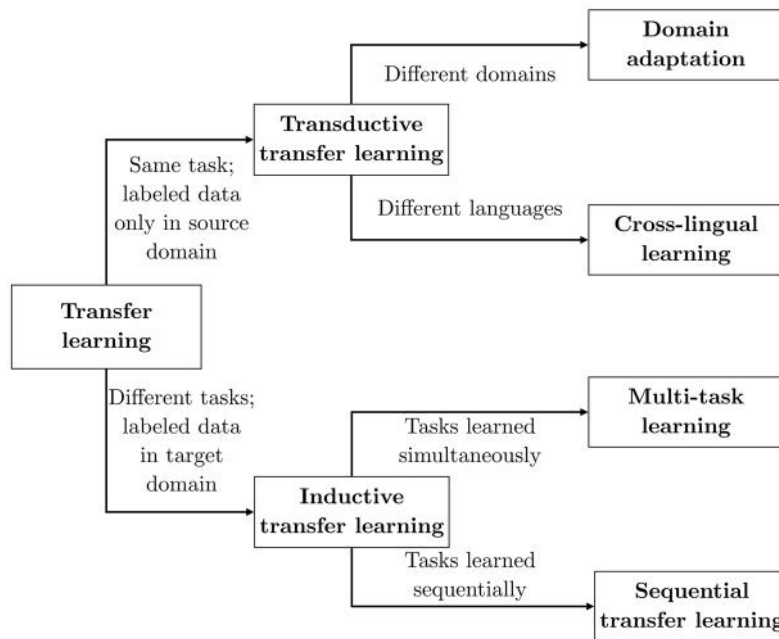 Domain
adaptation
Different domains
Transductive
transfer learning
Same task;
labeled data
only in source
domain
Different languages
Cross-lingual
learning
Transfer
learning
Different tasks;
labeled data
in target
domain
Multi-task
learning
Tasks learned
simultaneously
Inductive
transfer learning
Tasks learned
sequentially
Sequential
transfer learning